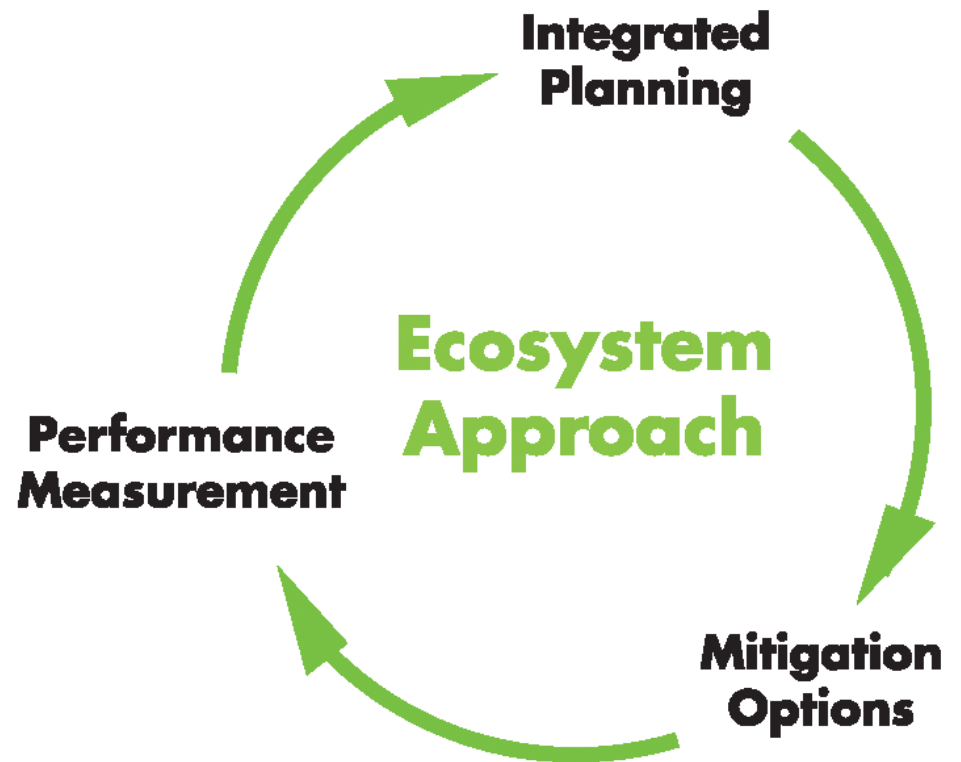 Integrated
Planning
Ecosystem
Approach
Performance
Measurement
Mitigation
Options